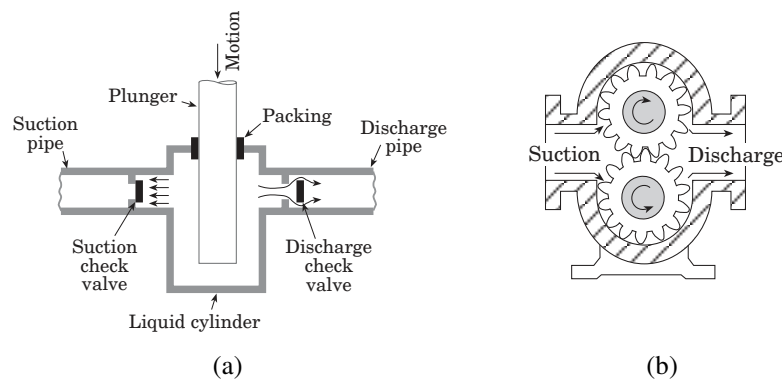 Motion
Plunger
Packing
Suction
pipe
Discharge
pipe
Suction
check
valve
Discharge
check
valve
Liquid cylinder
(a)
Suction
Discharge
(b)